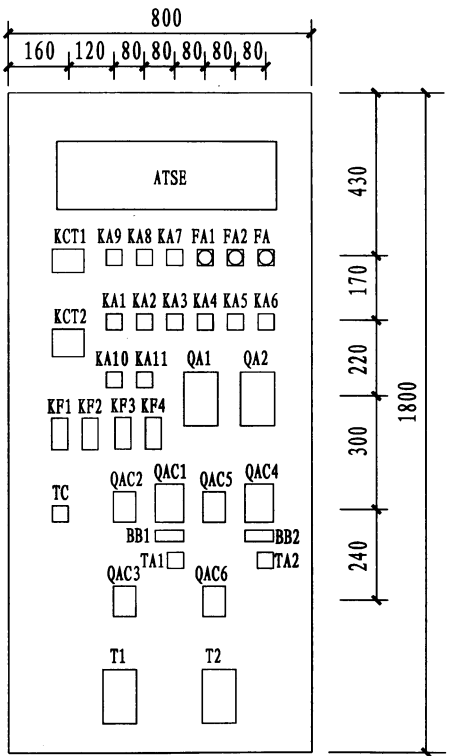 800
160 120 80 80 80 80 80
ATSE
430
KCT1 KA9 KA8 KA7 FA1 FA2 FA
170
KA1 KA2 KA3 KA4 KA5 KA6
KCT2
220
KA10 KA11 QA1 QA2
1800
KF1 KF2 KF3 KF4
300
QAC1 QAC4
TC QAC2 QAC5
BB1 BB2
240
TA1 TA2
QAC3 QAC6
T1 T2